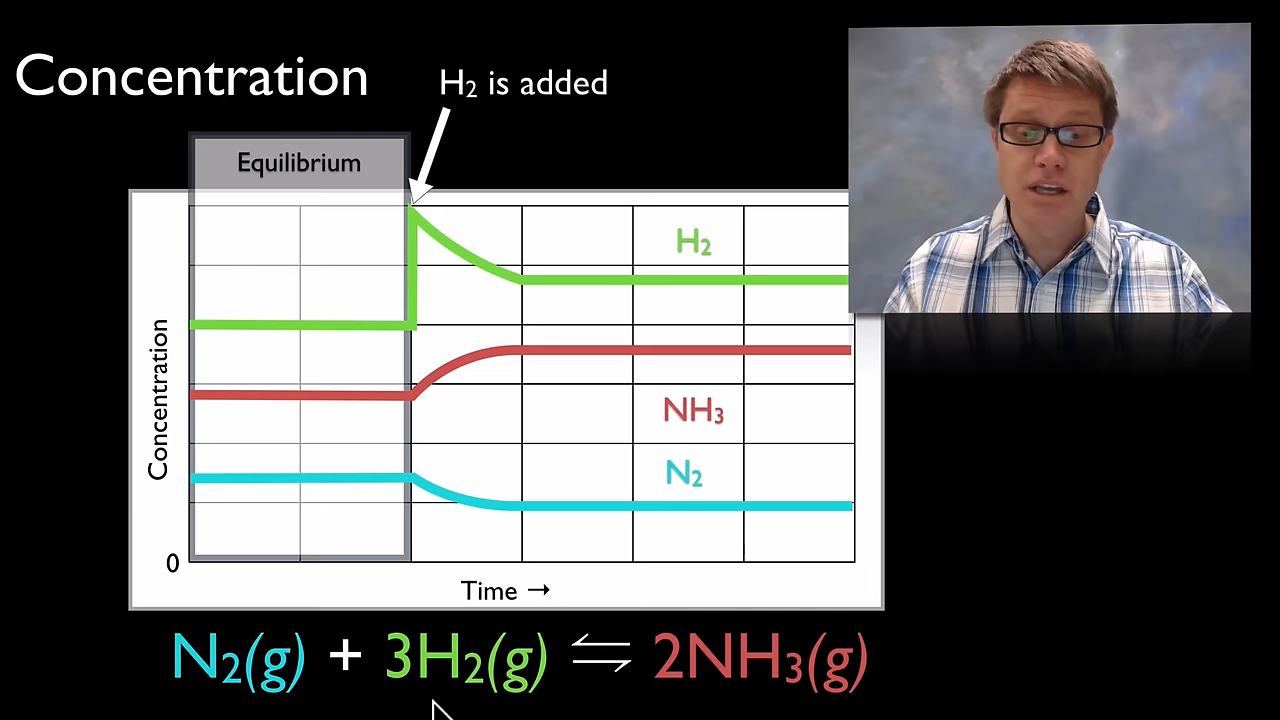 Concentration
H₂ is added
Equilibrium
H₂
NH₃
N₂
Concentration
0
Time →
N₂(g) + 3H₂(g) ⇌ 2NH₃(g)